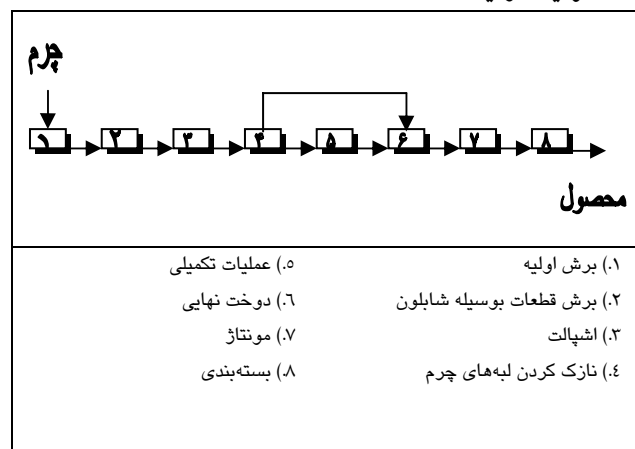 چرم
۱ ۲ ۳ ۴ ۵ ۶ ۷ ۸
محصول
۱.) برش اولیه
۲.) برش قطعات بوسیله شابلون
۳.) اشپالت
۴.) نازک کردن لبه‌های چرم
۵.) عملیات تکمیلی
۶.) دوخت نهایی
۷.) مونتاژ
۸.) بسته‌بندی